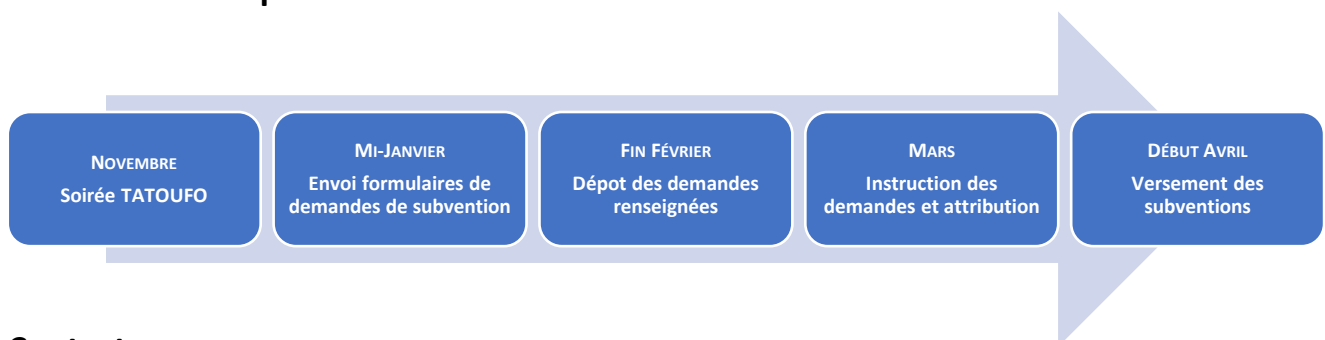 NOVEMBRE
Soirée TATOUFO
MI-JANVIER
Envoi formulaires de
demandes de subvention
FIN FÉVRIER
Dépot des demandes
renseignées
MARS
Instruction des
demandes et attribution
DÉBUT AVRIL
Versement des
subventions